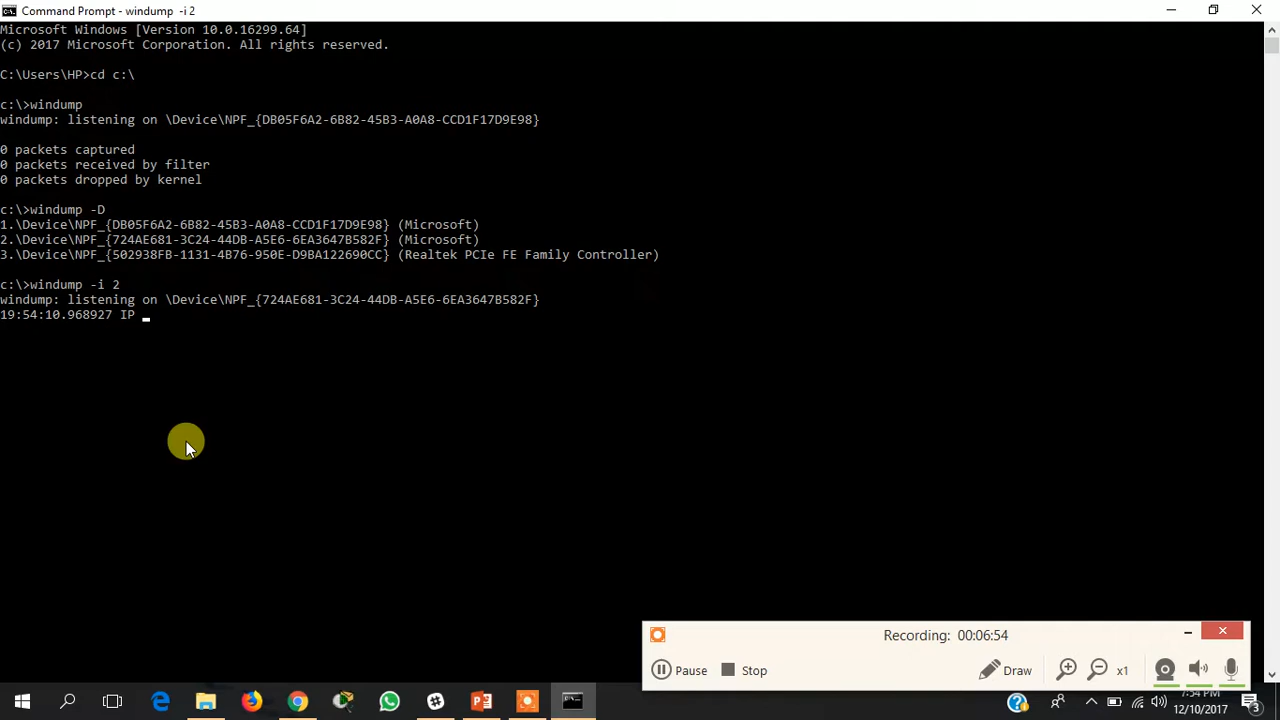 Command Prompt - windump -i 2
Microsoft Windows [Version 10.0.16299.64]
(c) 2017 Microsoft Corporation. All rights reserved.
C:\Users\HP>cd c:\
c:\>windump
windump: listening on \Device\NPF_{DB05F6A2-6B82-45B3-A0A8-CCD1F17D9E98}
0 packets captured
0 packets received by filter
0 packets dropped by kernel
c:\>windump -D
1.\Device\NPF_{DB05F6A2-6B82-45B3-A0A8-CCD1F17D9E98} (Microsoft)
2.\Device\NPF_{724AE681-3C24-44DB-A5E6-6EA3647B582F} (Microsoft)
3.\Device\NPF_{502938FB-1131-4B76-950E-D9BA122690CC} (Realtek PCIe FE Family Controller)
c:\>windump -i 2
windump: listening on \Device\NPF_{724AE681-3C24-44DB-A5E6-6EA3647B582F}
19:54:10.968927 IP
Recording: 00:06:54
Pause Stop Draw x1
7:54 PM
12/10/2017
3